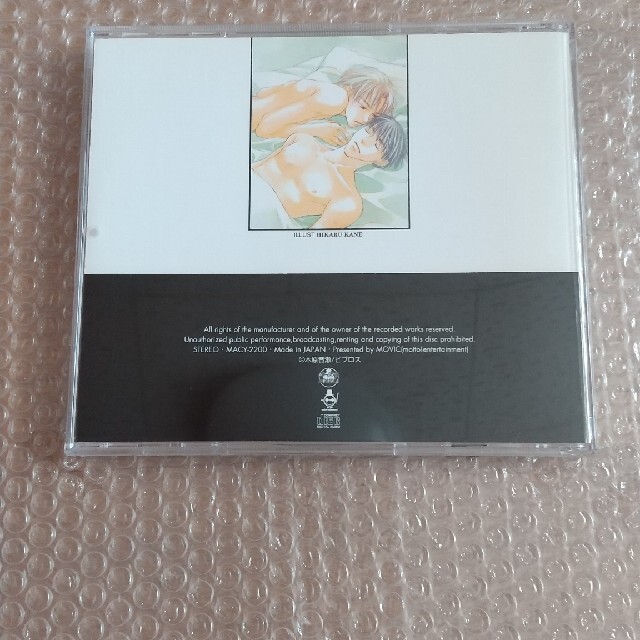 ILLUST HIKARU KANE
All rights of the manufacturer and of the owner of the recorded works reserved.
Unauthorized public performance,broadcasting,renting and copying of this disc prohibited.
STEREO・MACY-2200・Made in JAPAN・Presented by MOVIC(motto!entertainment)
ビブロス